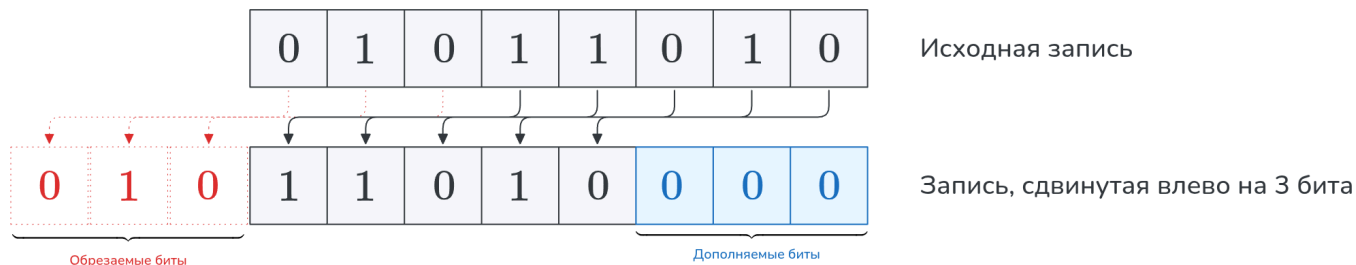 0 1 0 1 1 0 1 0 Исходная запись
0 1 0 1 1 0 1 0 0 0 0 Запись, сдвинутая влево на 3 бита
Обрезаемые биты
Дополняемые биты